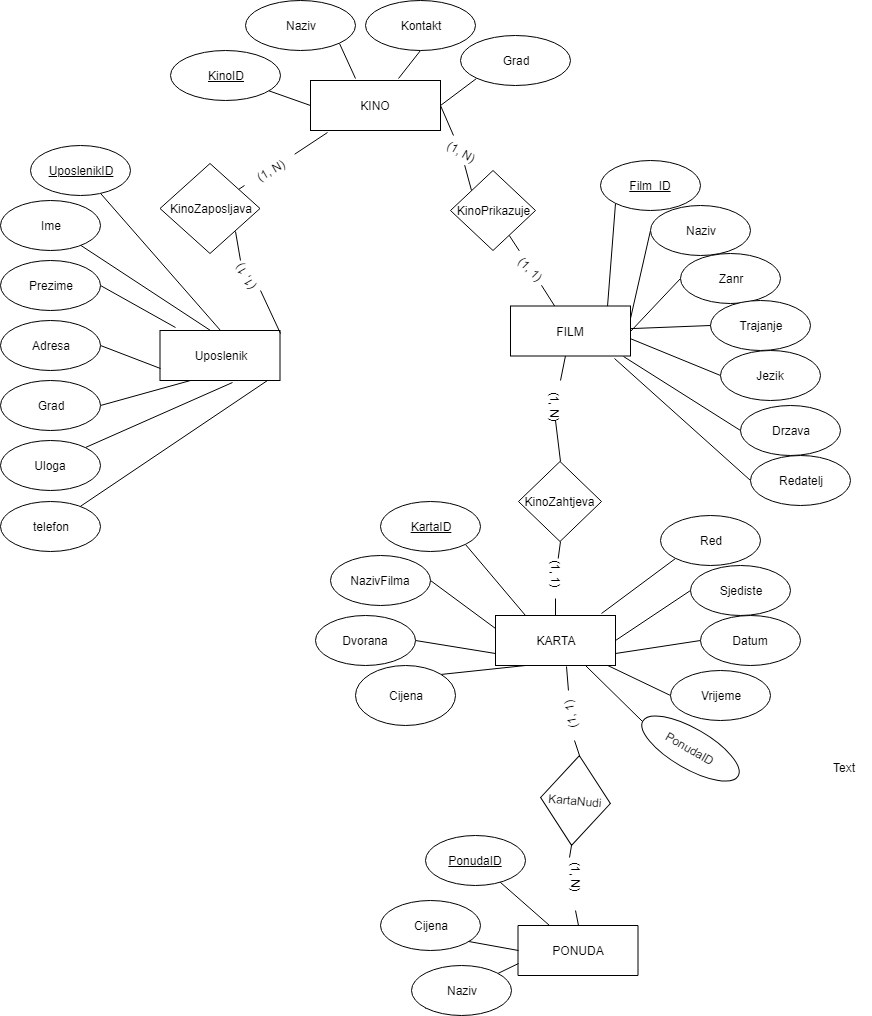 Naziv
Kontakt
KinoID
Grad
KINO
(1, N)
(1, N)
UposlenikID
KinoZaposljava
KinoPrikazuje
Film_ID
Ime
Naziv
(1, 1)
(1, 1)
Prezime
Zanr
Trajanje
FILM
Adresa
Uposlenik
Jezik
Grad
(1, N)
Drzava
Uloga
Redatelj
telefon
KinoZahtjeva
KartaID
Red
NazivFilma
(1, 1)
Sjediste
Dvorana
KARTA
Datum
Cijena
Vrijeme
(1, 1)
PonudaID
Text
KartaNudi
PonudaID
(1, N)
Cijena
PONUDA
Naziv